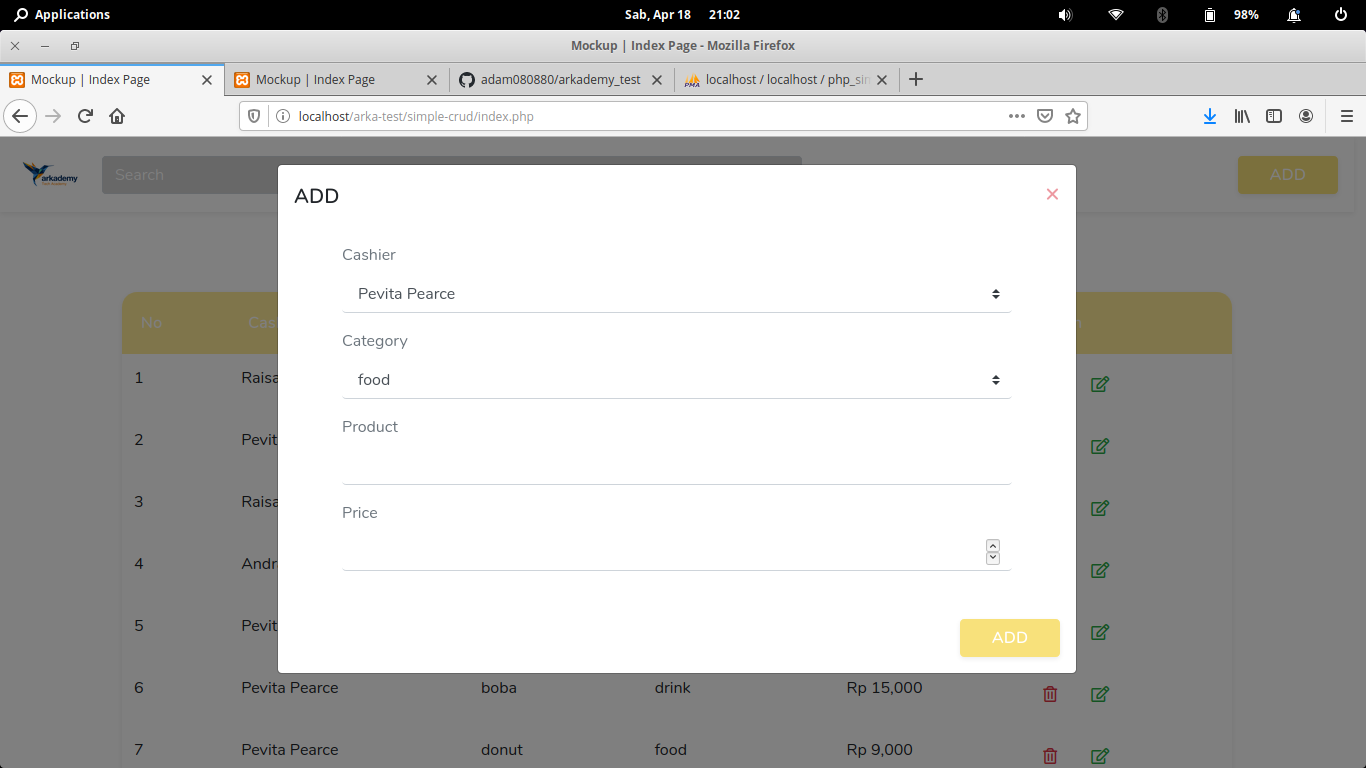 Applications
Sab, Apr 18 21:02
98%
Mockup | Index Page - Mozilla Firefox
Mockup | Index Page
Mockup | Index Page
adam080880/arkademy_test
localhost / localhost / php_sin
localhost/arka-test/simple-crud/index.php
arkademy
Search
ADD
ADD
Cashier
Pevita Pearce
Category
food
Product
Price
ADD
No Cas n
1 Raisa
2 Pevit
3 Raisa
4 Andr
5 Pevit
6 Pevita Pearce boba drink Rp 15,000
7 Pevita Pearce donut food Rp 9,000